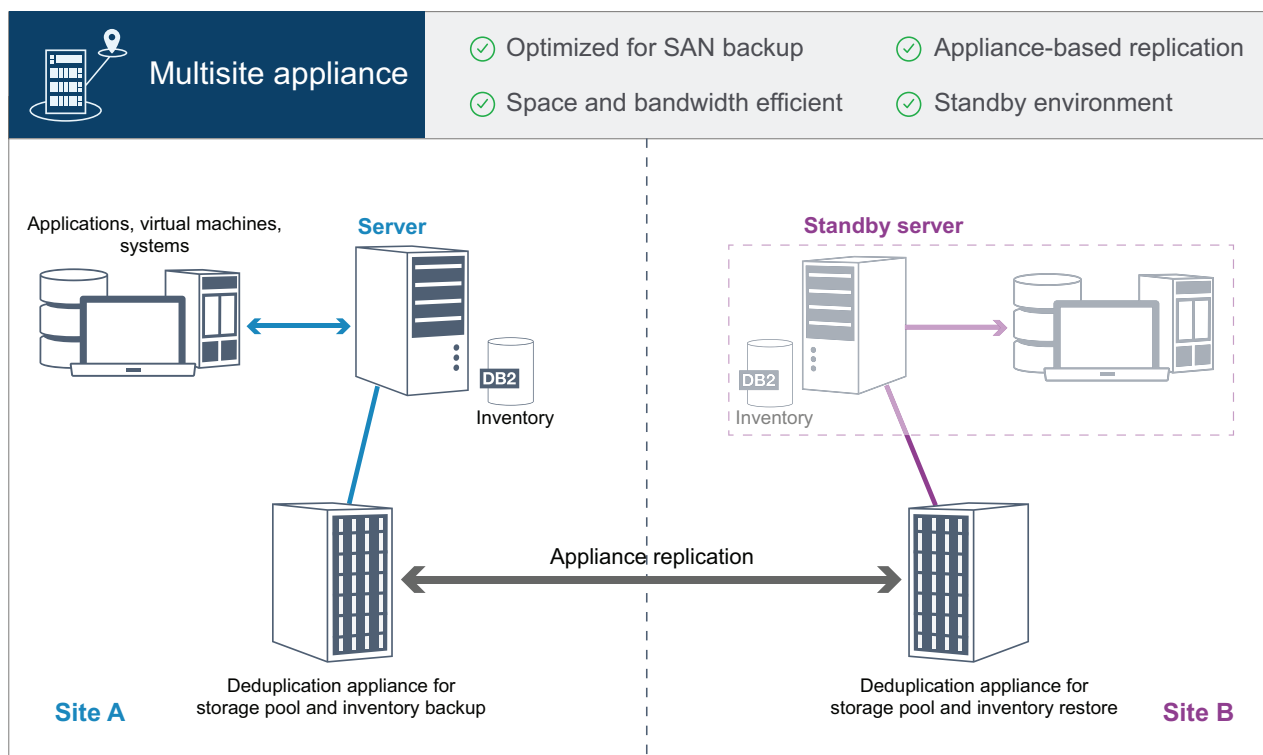 Multisite appliance
Optimized for SAN backup
Appliance-based replication
Space and bandwidth efficient
Standby environment
Applications, virtual machines,
systems
Server
DB2
Inventory
Standby server
DB2
Inventory
Appliance replication
Deduplication appliance for
storage pool and inventory backup
Site A
Deduplication appliance for
storage pool and inventory restore
Site B